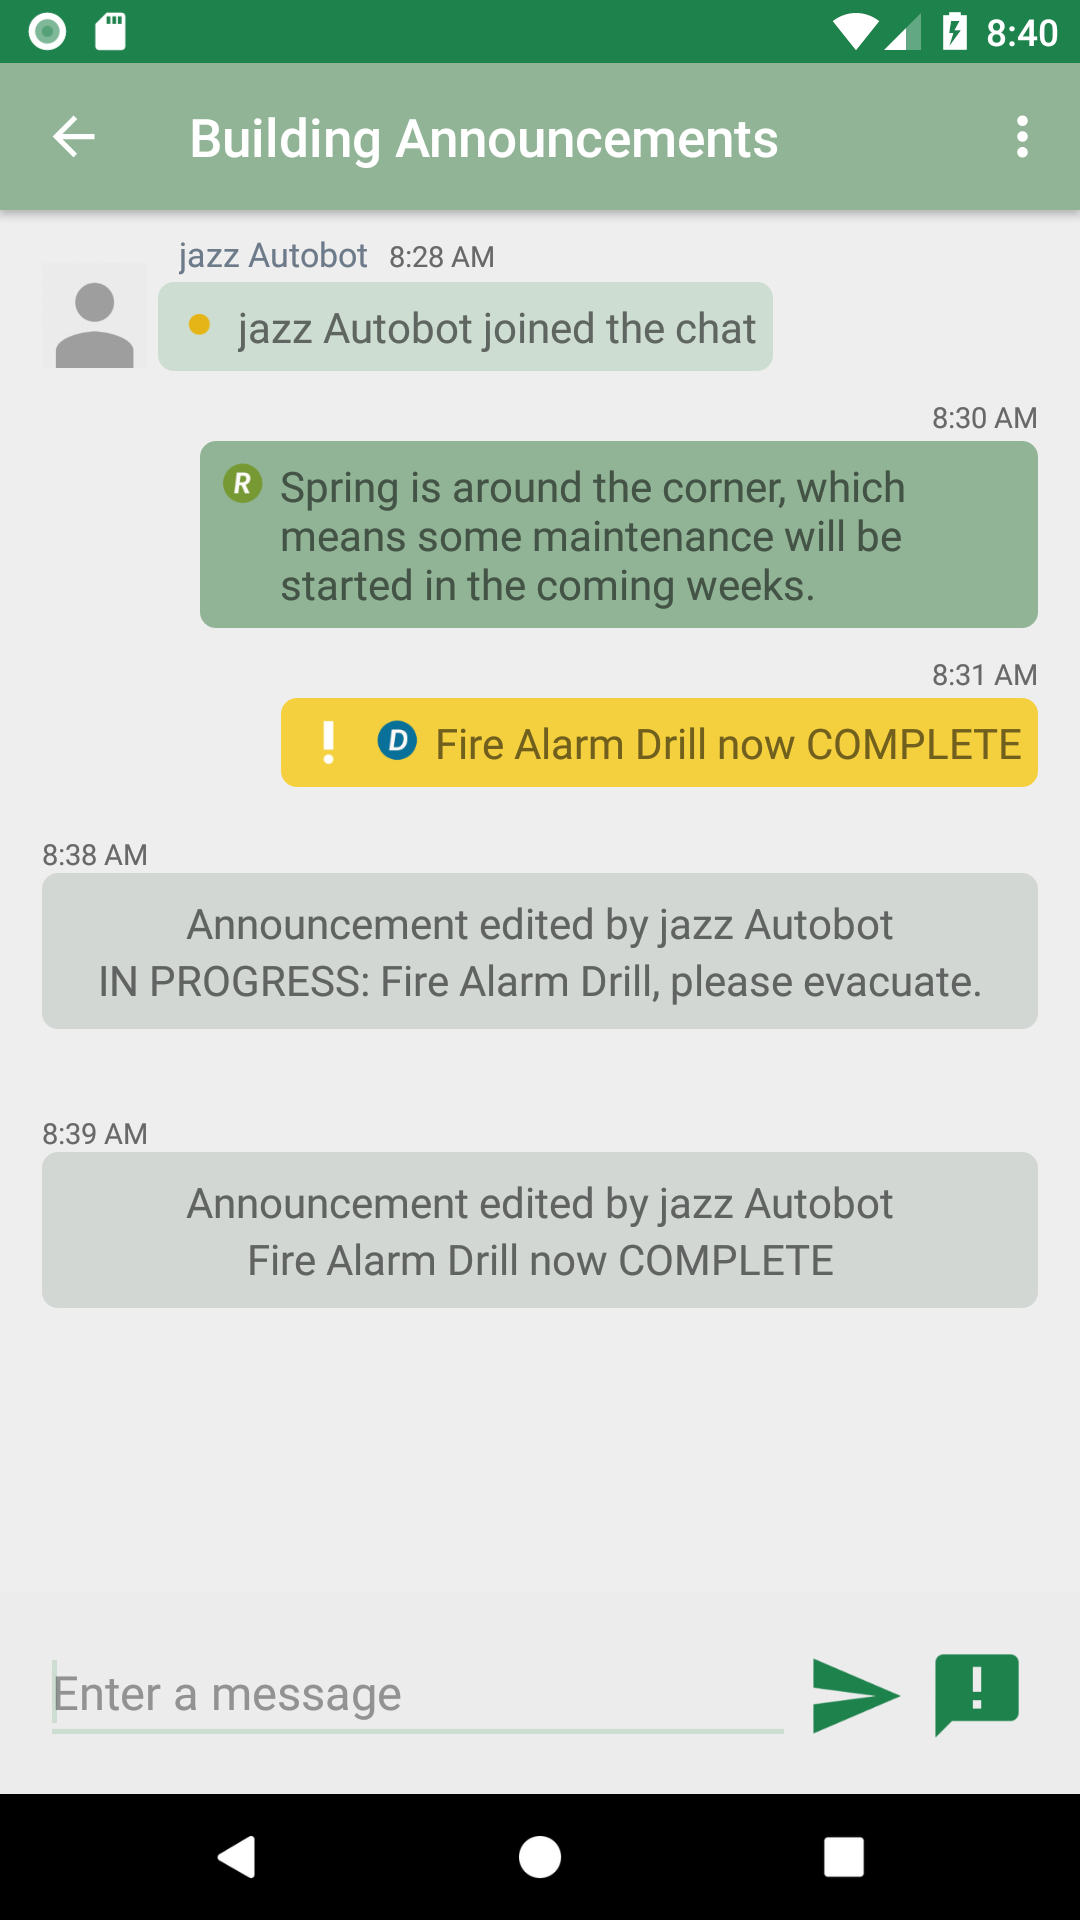 8:40
Building Announcements
jazz Autobot 8:28 AM
jazz Autobot joined the chat
8:30 AM
R Spring is around the corner, which
means some maintenance will be
started in the coming weeks.
8:31 AM
! D Fire Alarm Drill now COMPLETE
8:38 AM
Announcement edited by jazz Autobot
IN PROGRESS: Fire Alarm Drill, please evacuate.
8:39 AM
Announcement edited by jazz Autobot
Fire Alarm Drill now COMPLETE
Enter a message